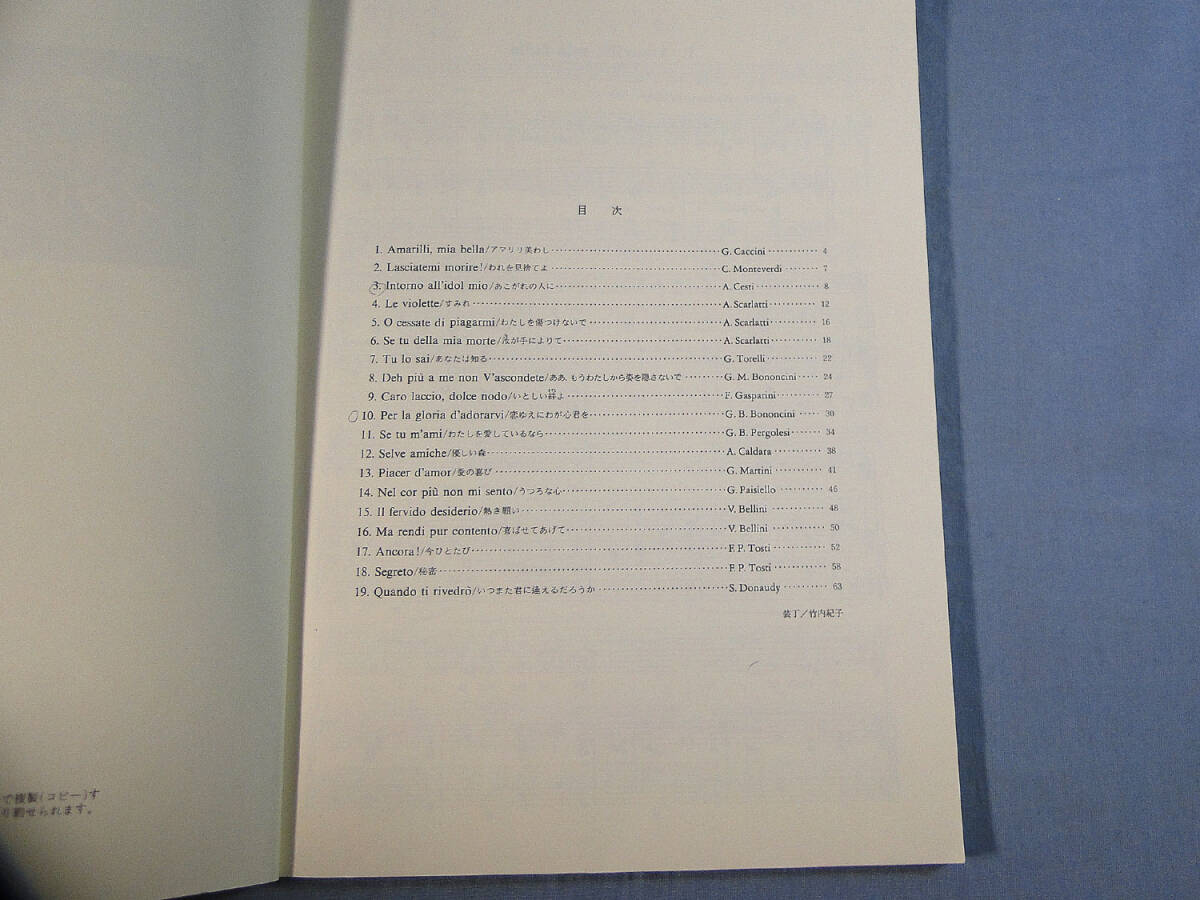 目 次
1. Amarilli, mia bella/アマリリ美わし G. Caccini 4
2. Lasciatemi morire!/われを見捨てよ C. Monteverdi 7
3. Intorno all'idol mio/あこがれの人に A. Cesti 8
4. Le violette/すみれ A. Scarlatti 12
5. O cessate di piagarmi/わたしを傷つけないで A. Scarlatti 16
6. Se tu della mia morte/汝が手によりて A. Scarlatti 18
7. Tu lo sai/あなたは知る G. Torelli 22
8. Deh più a me non V'ascondete/ああ、もうわたしから姿を隠さないで G. M. Bononcini 24
9. Caro laccio, dolce nodo/いとしい絆よ F. Gasparini 27
10. Per la gloria d'adorarvi/恋ゆえにわが心君を G. B. Bononcini 30
11. Se tu m'ami/わたしを愛しているなら G. B. Pergolesi 34
12. Selve amiche/優しい森 A. Caldara 38
13. Piacer d'amor/愛の喜び G. Martini 41
14. Nel cor più non mi sento/うつろな心 G. Paisiello 46
15. Il fervido desiderio/熱き願い V. Bellini 48
16. Ma rendi pur contento/喜ばせてあげて V. Bellini 50
17. Ancora!/今ひとたび F. P. Tosti 52
18. Segreto/秘密 F. P. Tosti 58
19. Quando ti rivedrò/いつまた君に逢えるだろうか S. Donaudy 63
装丁/竹内紀子
で複製(コピー)す
り罰せられます。